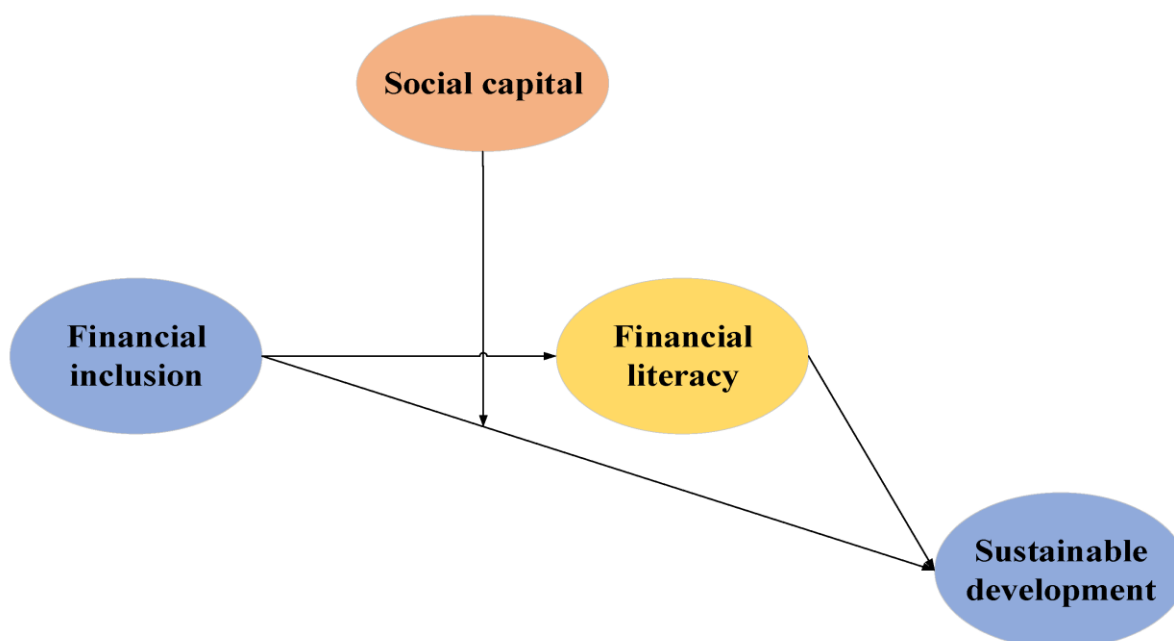 Social capital
Financial
inclusion
Financial
literacy
Sustainable
development